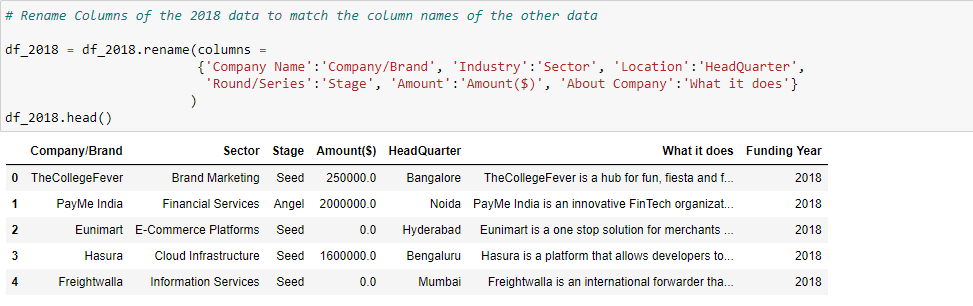 # Rename Columns of the 2018 data to match the column names of the other data
df_2018 = df_2018.rename(columns =
{'Company Name':'Company/Brand', 'Industry':'Sector', 'Location':'HeadQuarter',
'Round/Series':'Stage', 'Amount':'Amount($)', 'About Company':'What it does'}
)
df_2018.head()
Company/Brand Sector Stage Amount($) HeadQuarter What it does Funding Year
0 TheCollegeFever Brand Marketing Seed 250000.0 Bangalore TheCollegeFever is a hub for fun, fiesta and f... 2018
1 PayMe India Financial Services Angel 2000000.0 Noida PayMe India is an innovative FinTech organizat... 2018
2 Eunimart E-Commerce Platforms Seed 0.0 Hyderabad Eunimart is a one stop solution for merchants ... 2018
3 Hasura Cloud Infrastructure Seed 1600000.0 Bengaluru Hasura is a platform that allows developers to... 2018
4 Freightwalla Information Services Seed 0.0 Mumbai Freightwalla is an international forwarder tha... 2018